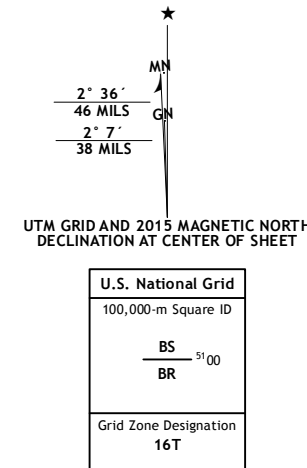 ★
MN
2° 36´
46 MILS
GN
2° 7´
38 MILS
UTM GRID AND 2015 MAGNETIC NORTH
DECLINATION AT CENTER OF SHEET
U.S. National Grid
100,000-m Square ID
BS
5100
BR
Grid Zone Designation
16T